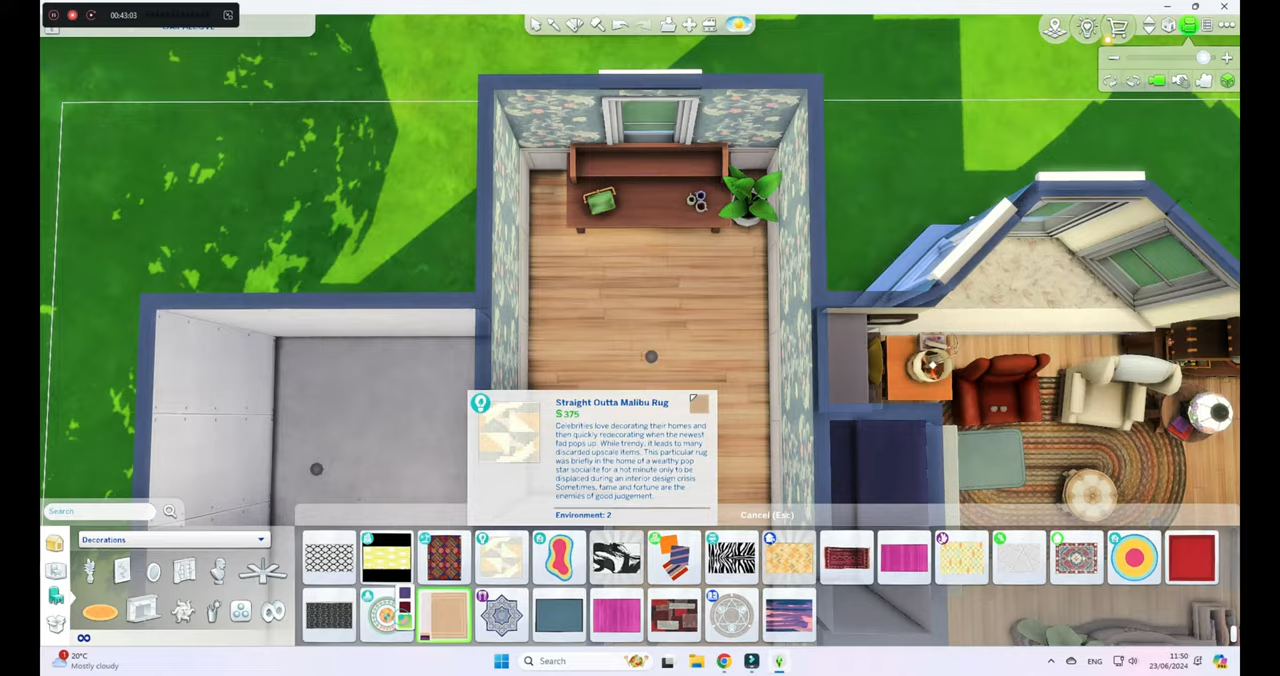 00:43:03
Straight Outta Malibu Rug
§375
Celebrities love decorating their homes and
then quickly redecorating when the newest
fad pops up. While trendy, it leads to many
discarded upscale items. This particular rug
was briefly in the home of a wealthy pop
star socialite for a hot minute only to be
displaced during an interior design crisis
Sometimes, fame and fortune are the
enemies of good judgement.
Environment: 2
Cancel (Esc)
Search
Decorations
1
20°C
Mostly cloudy
Search
ENG
11:50
23/06/2024